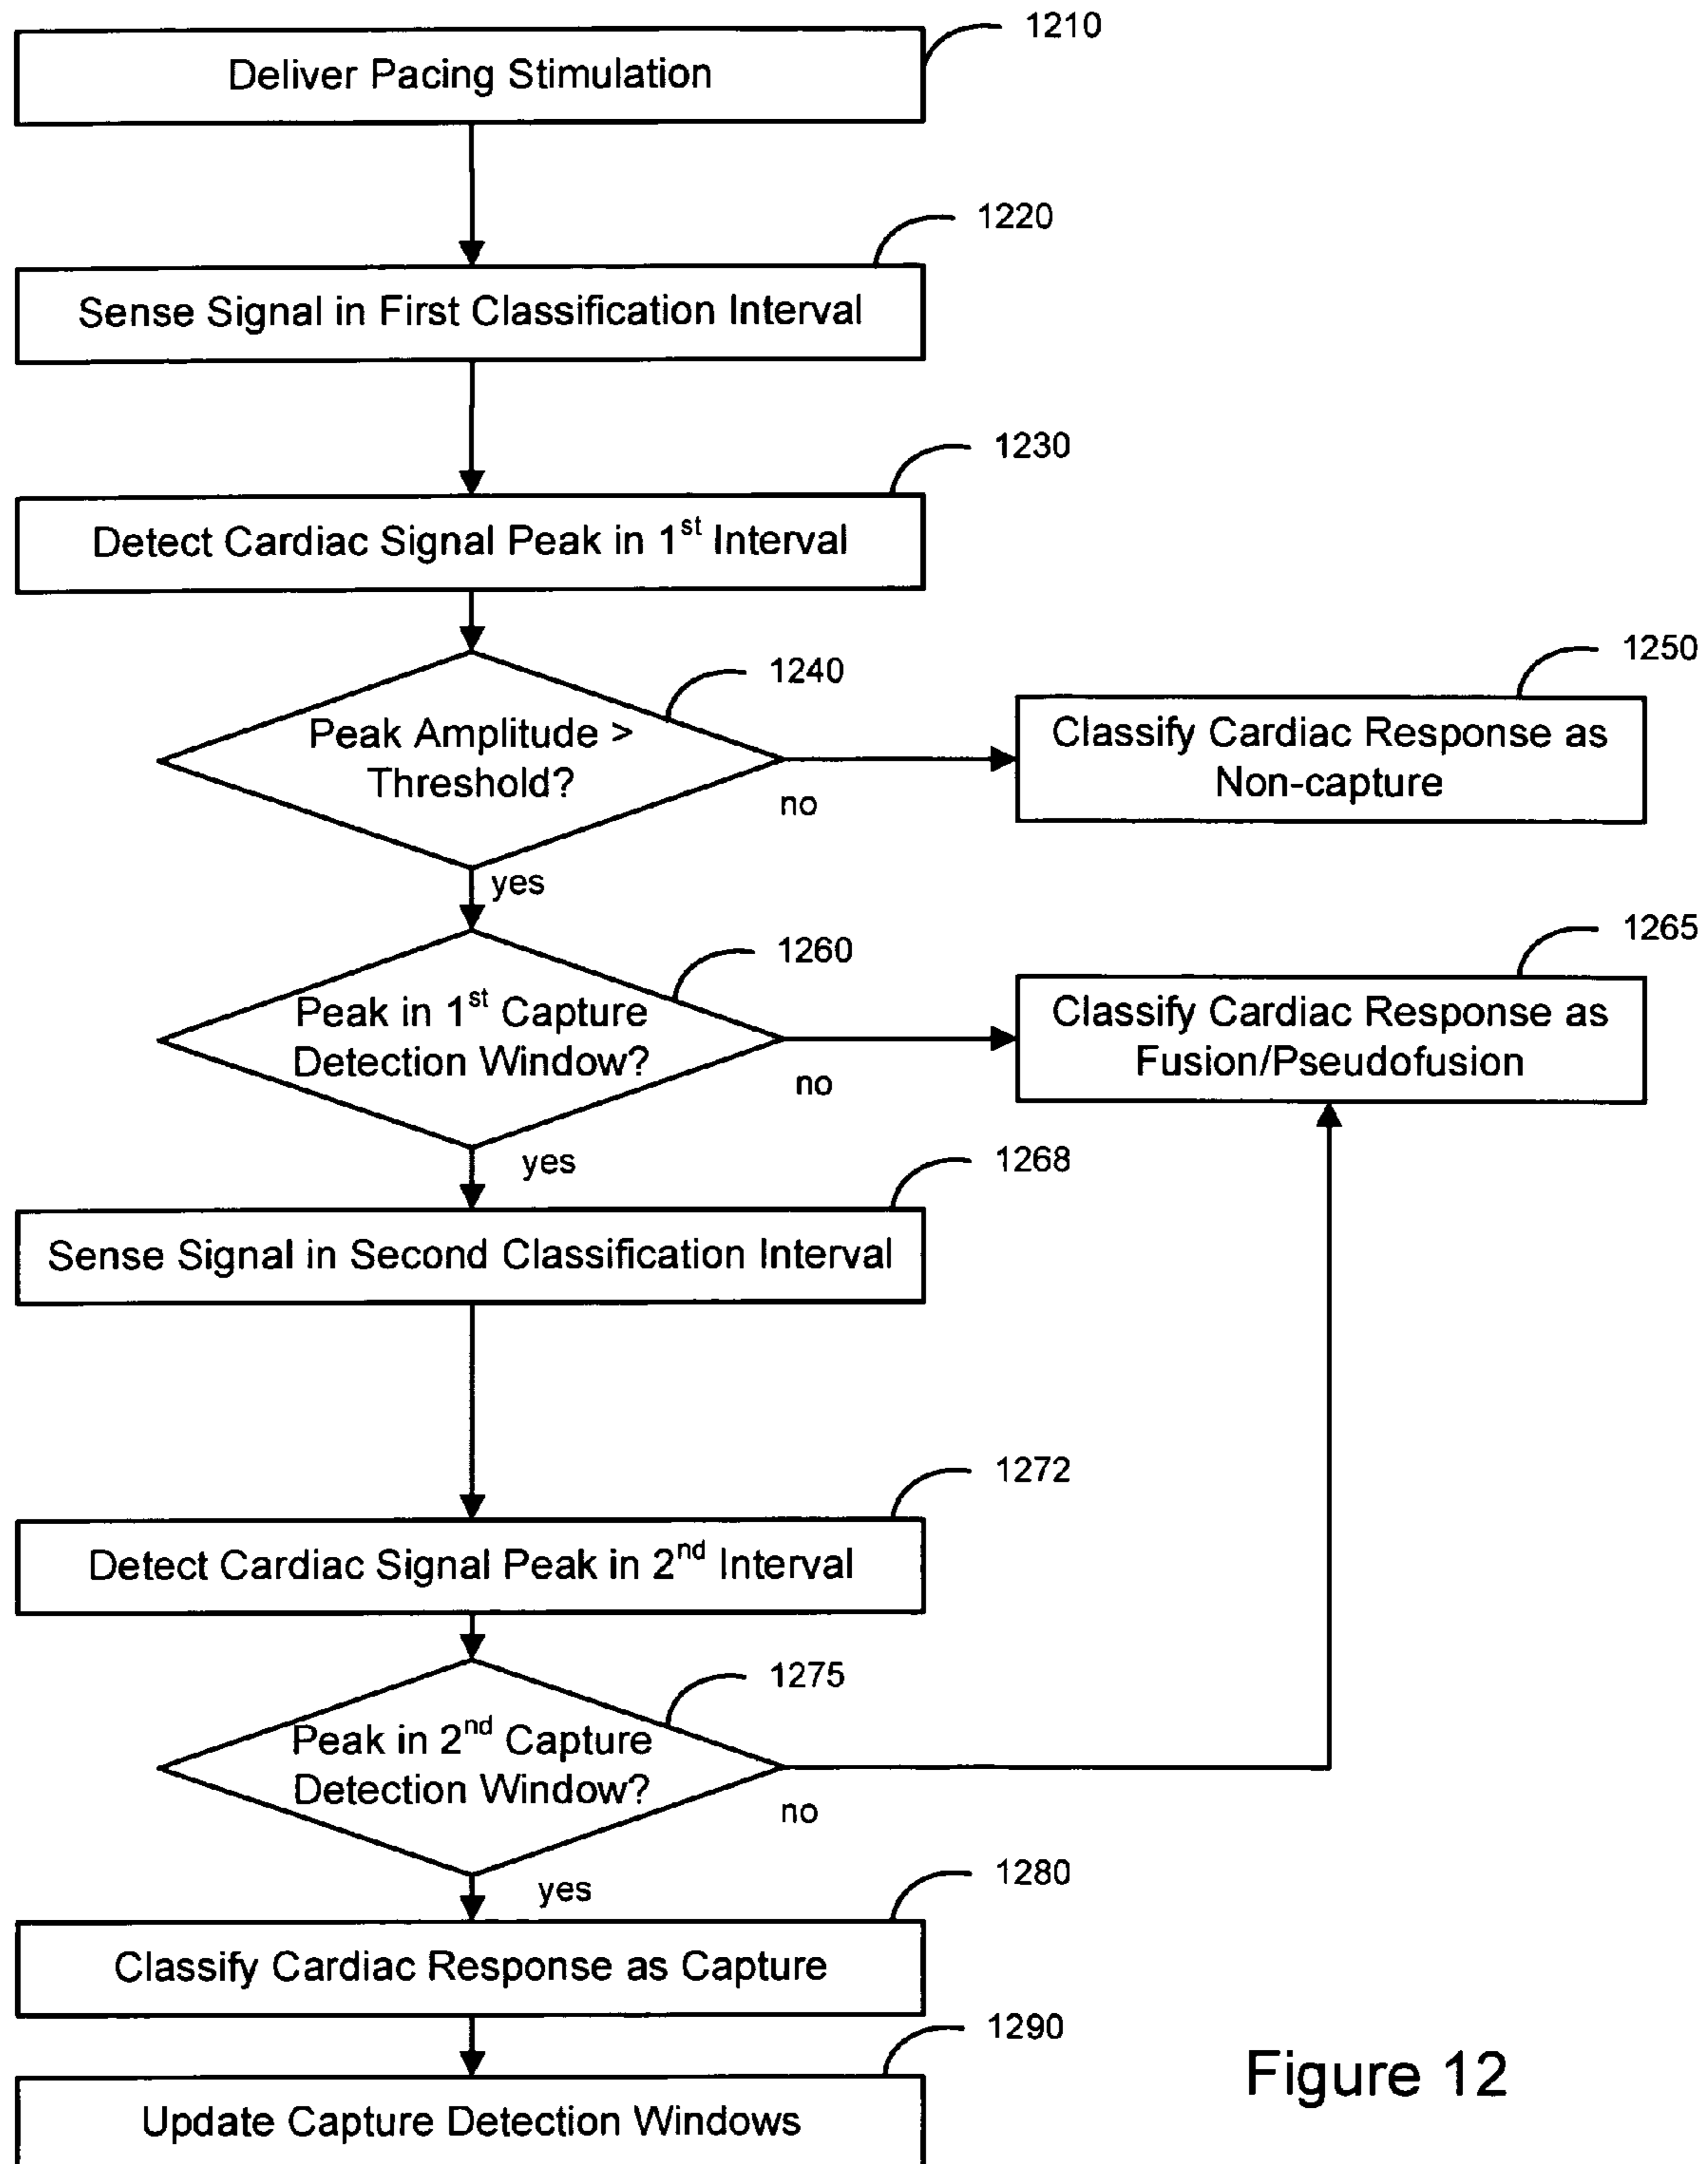 1210
Deliver Pacing Stimulation
1220
Sense Signal in First Classification Interval
1230
Detect Cardiac Signal Peak in 1st Interval
1240
Peak Amplitude >
Threshold?
no
yes
1250
Classify Cardiac Response as
Non-capture
1260
Peak in 1st Capture
Detection Window?
no
yes
1265
Classify Cardiac Response as
Fusion/Pseudofusion
1268
Sense Signal in Second Classification Interval
1272
Detect Cardiac Signal Peak in 2nd Interval
1275
Peak in 2nd Capture
Detection Window?
no
yes
1280
Classify Cardiac Response as Capture
1290
Update Capture Detection Windows
Figure 12